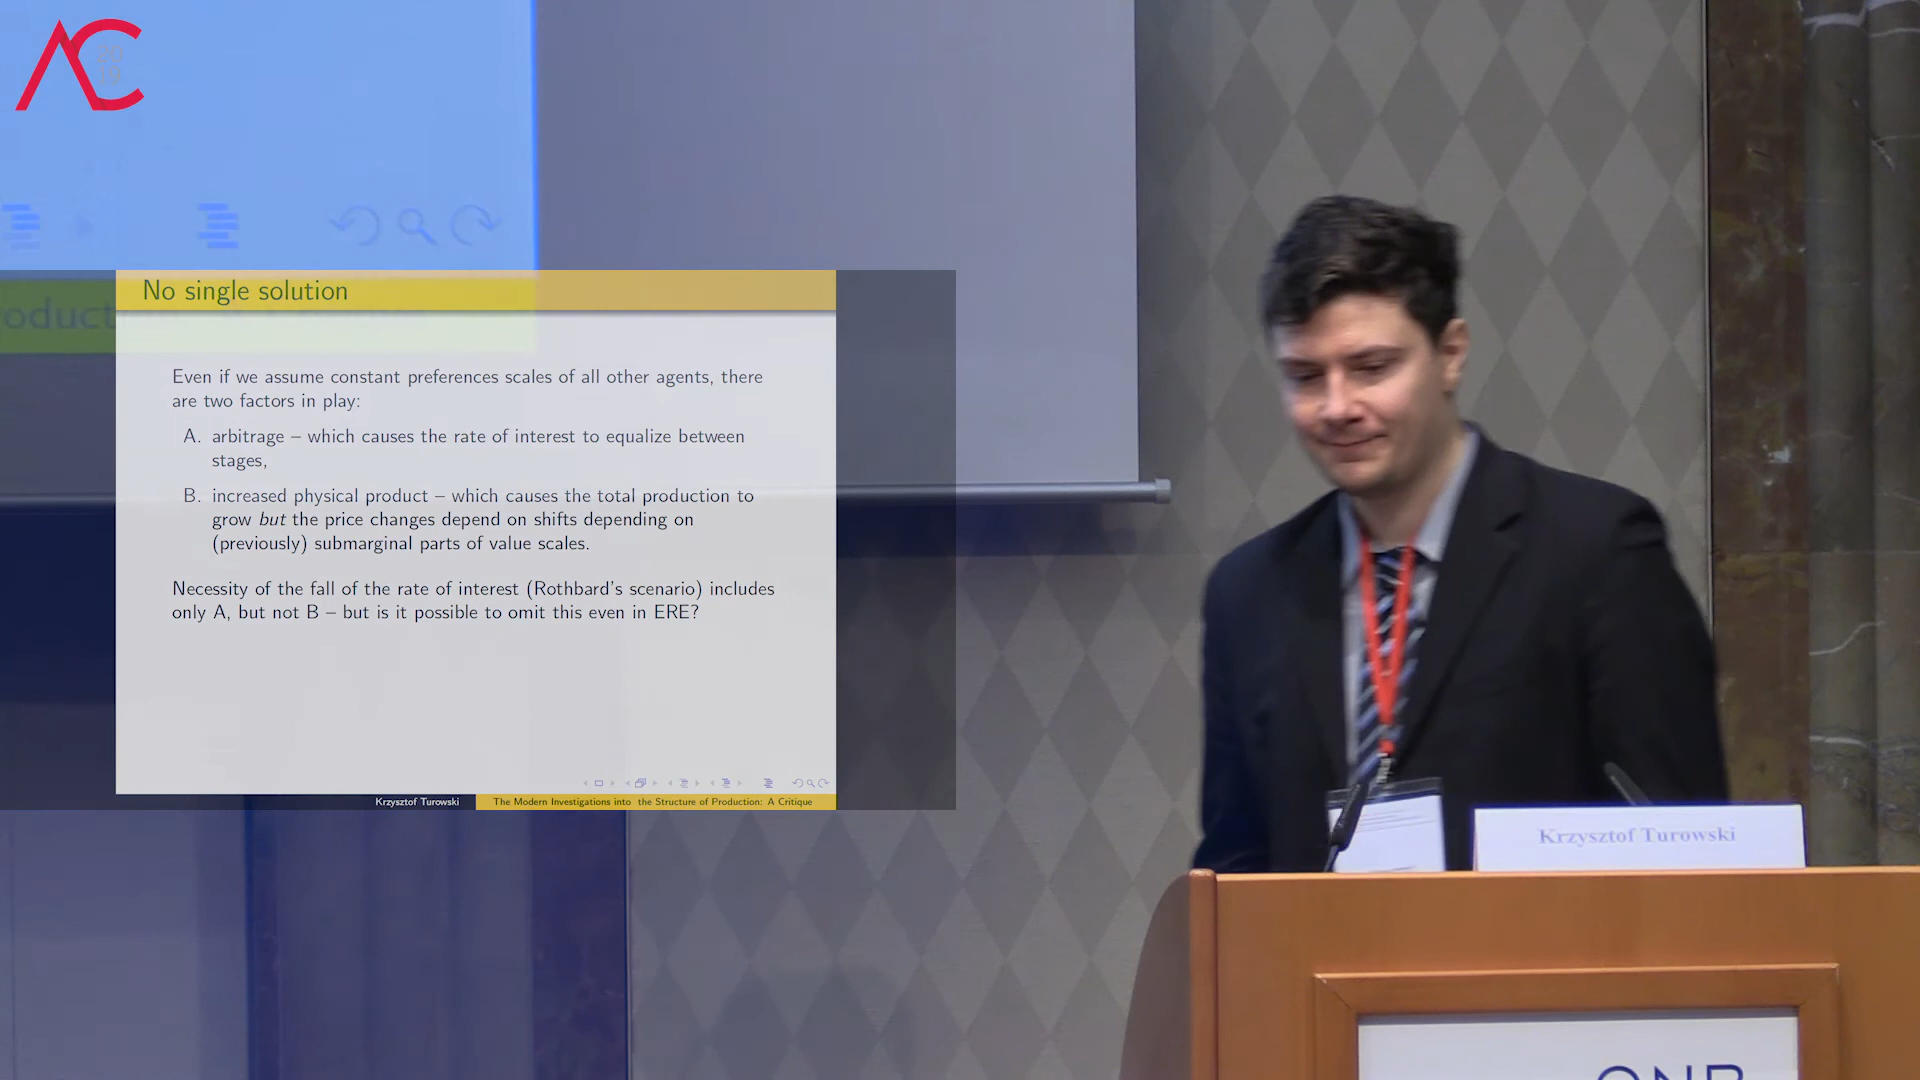 AC
oduct
No single solution
Even if we assume constant preferences scales of all other agents, there
are two factors in play:
A. arbitrage – which causes the rate of interest to equalize between
stages,
B. increased physical product – which causes the total production to
grow but the price changes depend on shifts depending on
(previously) submarginal parts of value scales.
Necessity of the fall of the rate of interest (Rothbard's scenario) includes
only A, but not B – but is it possible to omit this even in ERE?
Krzysztof Turowski
The Modern Investigations into the Structure of Production: A Critique
Krzysztof Turowski